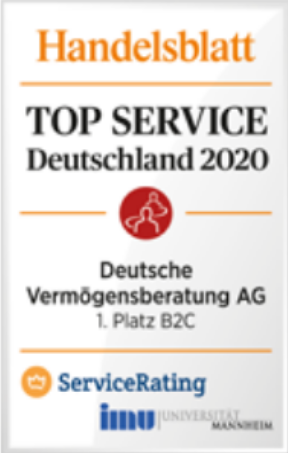 Handelsblatt
TOP SERVICE
Deutschland 2020
Deutsche
Vermögensberatung AG
1. Platz B2C
ServiceRating
imu UNIVERSITÄT
MANNHEIM